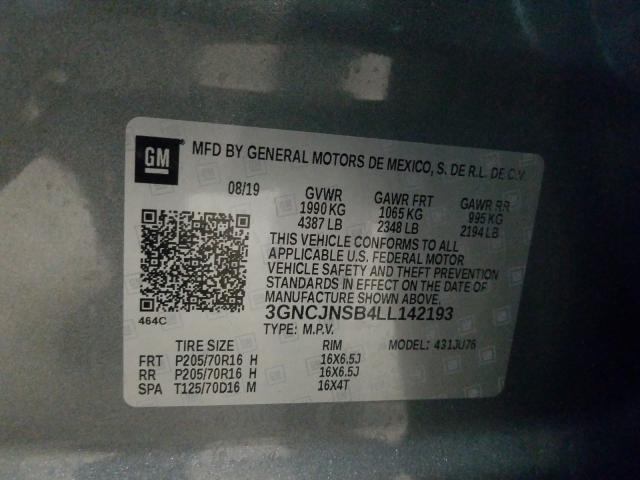 GM
MFD BY GENERAL MOTORS DE MEXICO, S. DE R.L. DE C.V.
08/19 GVWR GAWR FRT GAWR RR
1990 KG 1065 KG 995 KG
4387 LB 2348 LB 2194 LB
THIS VEHICLE CONFORMS TO ALL
APPLICABLE U.S. FEDERAL MOTOR
VEHICLE SAFETY AND THEFT PREVENTION
STANDARDS IN EFFECT ON THE DATE OF
MANUFACTURE SHOWN ABOVE.
3GNCJNSB4LL142193
464C TYPE: M.P.V.
TIRE SIZE RIM MODEL: 431JU76
FRT P205/70R16 H 16X6.5J
RR P205/70R16 H 16X6.5J
SPA T125/70D16 M 16X4T